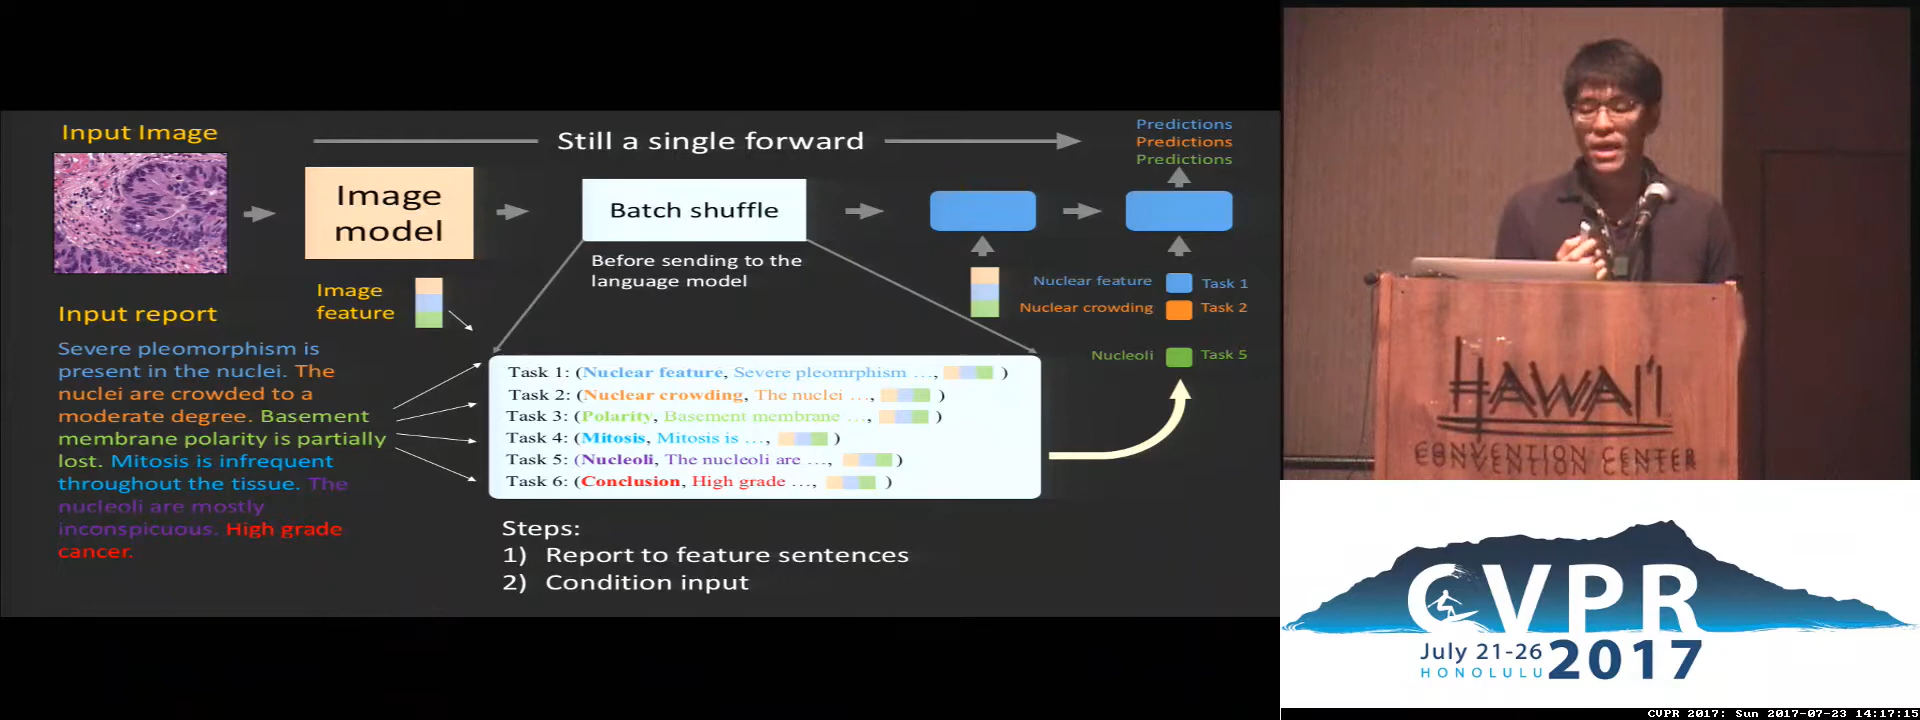 Input Image
Still a single forward
Predictions
Predictions
Predictions
Image
model
Batch shuffle
Before sending to the
language model
Image
feature
Nuclear feature
Task 1
Nuclear crowding
Task 2
Nucleoli
Task 5
Input report
Severe pleomorphism is
present in the nuclei. The
nuclei are crowded to a
moderate degree. Basement
membrane polarity is partially
lost. Mitosis is infrequent
throughout the tissue. The
nucleoli are mostly
inconspicuous. High grade
cancer.
Task 1: (Nuclear feature, Severe pleomrphism ..., )
Task 2: (Nuclear crowding, The nuclei ..., )
Task 3: (Polarity, Basement membrane ..., )
Task 4: (Mitosis, Mitosis is ..., )
Task 5: (Nucleoli, The nucleoli are ..., )
Task 6: (Conclusion, High grade ..., )
Steps:
1) Report to feature sentences
2) Condition input
HAWAI'I
CONVENTION CENTER
CVPR
July 21-26
HONOLULU
2017
CVPR 2017: Sun 2017-07-23 14:17:15